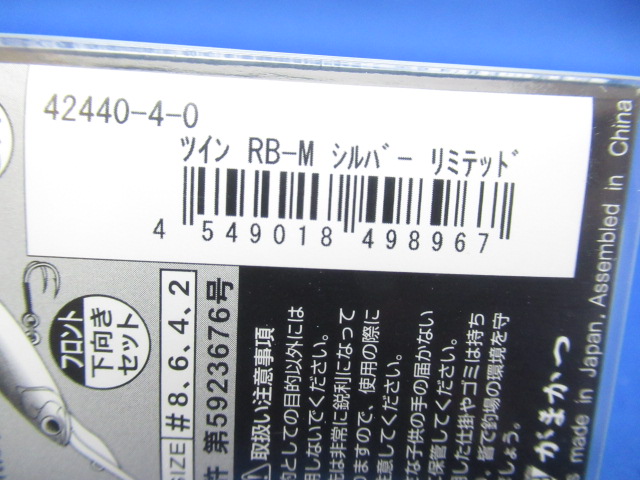 42440-4-0
ツイン RB-M シルバー リミテッド
4 549018 498967
フロント
下向き
セット
SIZE #8.6.4.2
件 第5923676号
取扱い注意事項
的としての目的以外には
用しないでください。
先は非常に鋭利になって
りますので、使用の際に
注意してください。
な子供の手の届かない
に保管してください。
用した仕掛やゴミは持ち
、皆で釣場の環境を守
しょう。
がまかつ
made in Japan, Assembled in China